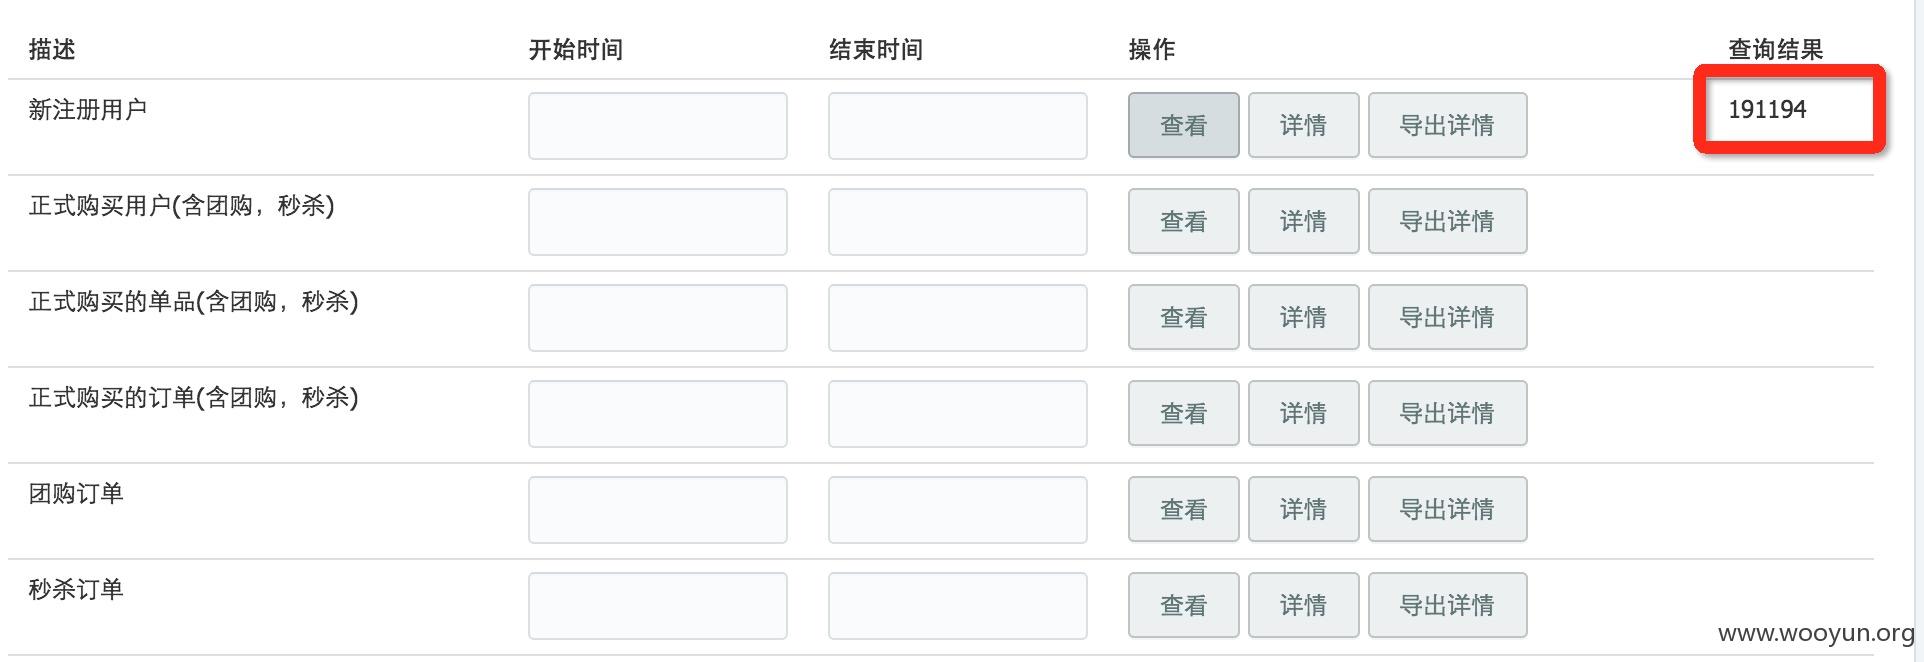 描述 开始时间 结束时间 操作 查询结果
新注册用户 查看 详情 导出详情 191194
正式购买用户(含团购，秒杀) 查看 详情 导出详情
正式购买的单品(含团购，秒杀) 查看 详情 导出详情
正式购买的订单(含团购，秒杀) 查看 详情 导出详情
团购订单 查看 详情 导出详情
秒杀订单 查看 详情 导出详情
www.wooyun.org